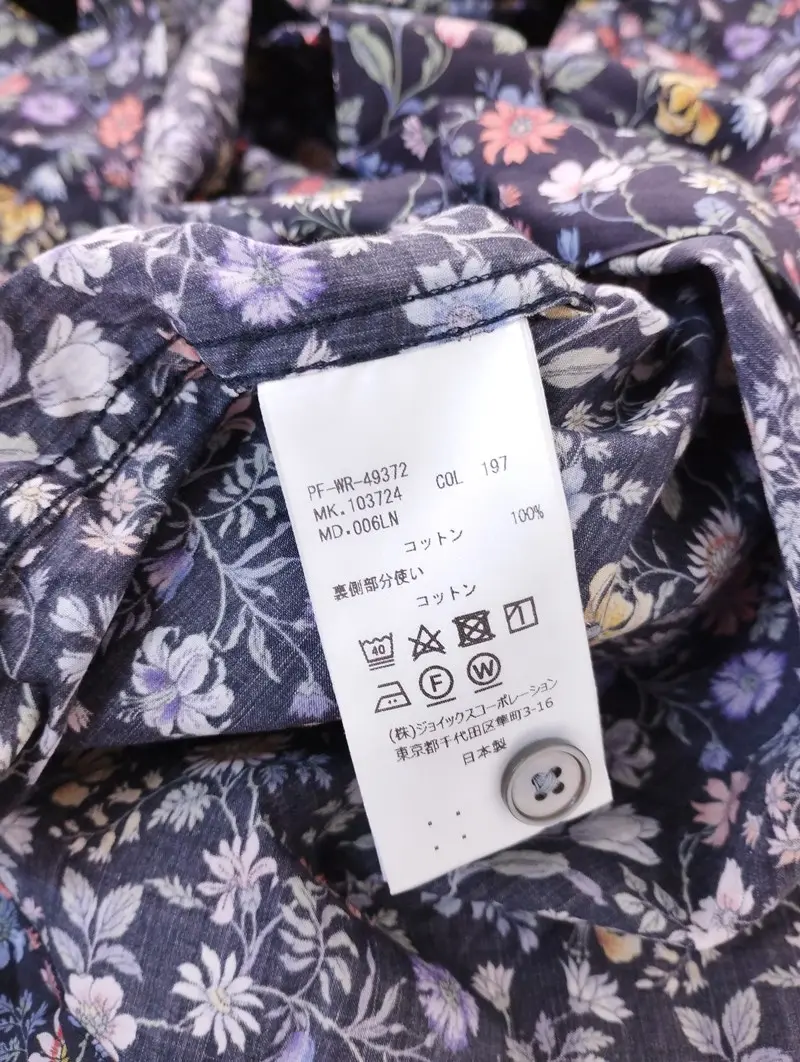 PF-WR-49372 COL 197
MK.103724
MD.006LN
コットン 100%
裏側部分使い
コットン
40
F W
(株)ジョイックスコーポレーション
東京都千代田区隼町3-16
日本製